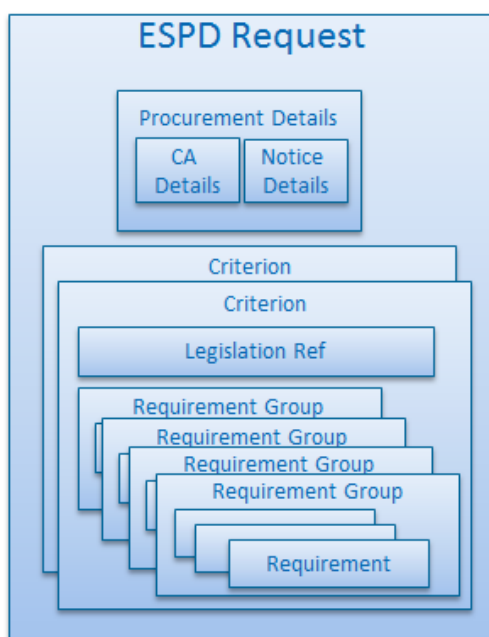 ESPD Request
Procurement Details
CA
Details
Notice
Details
Criterion
Criterion
Legislation Ref
Requirement Group
Requirement Group
Requirement Group
Requirement Group
Requirement